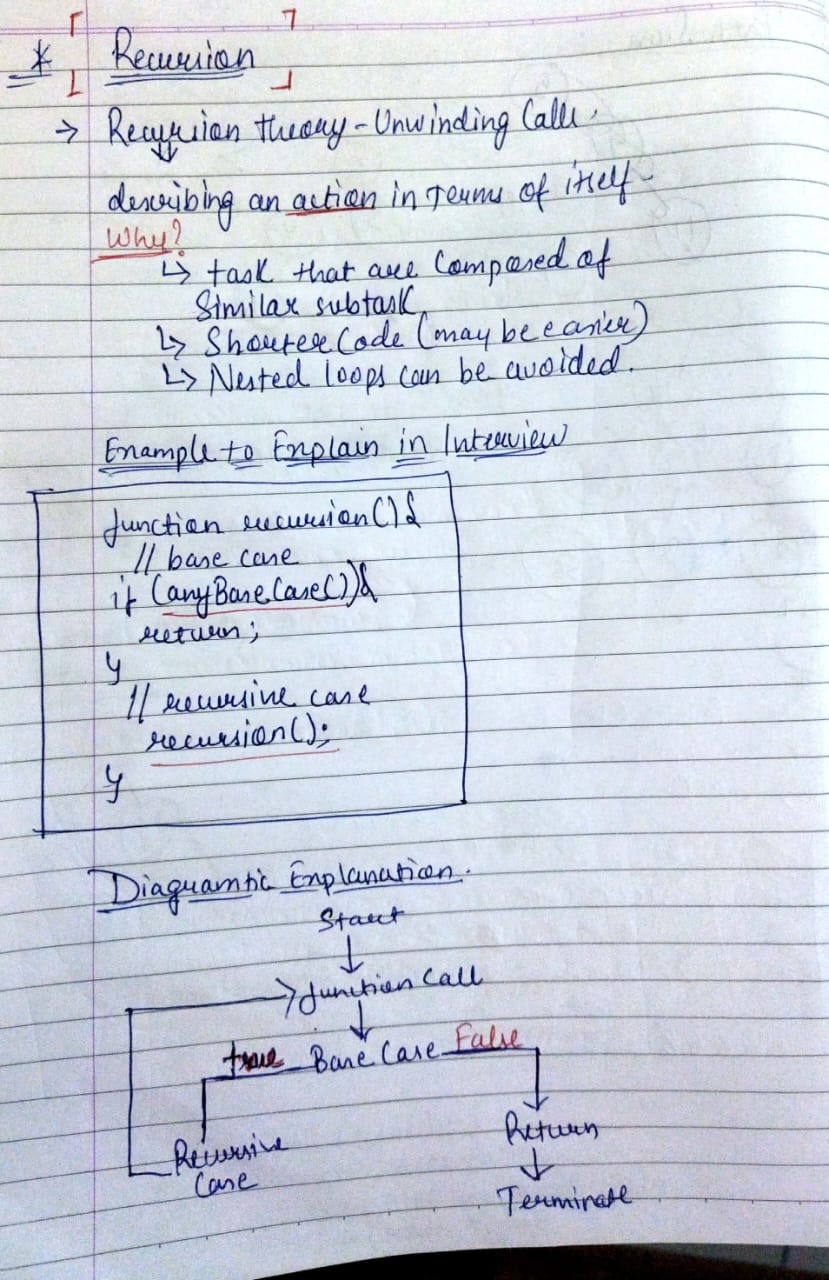 * Recursion
→ Recursion theory - Unwinding Calls.
describing an action in terms of itself
Why?
↳ task that are Composed of
Similar subtask
↳ Shorter Code (may be easier)
↳ Nested loops can be avoided.
Example to Explain in Interview
function recursion() {
// base case
if (anyBaseCase()) {
return;
}
// recursive case
recursion();
}
Diagramtic Explanation.
Start
function Call
true Base Case False
Recursive Return
Case Terminate